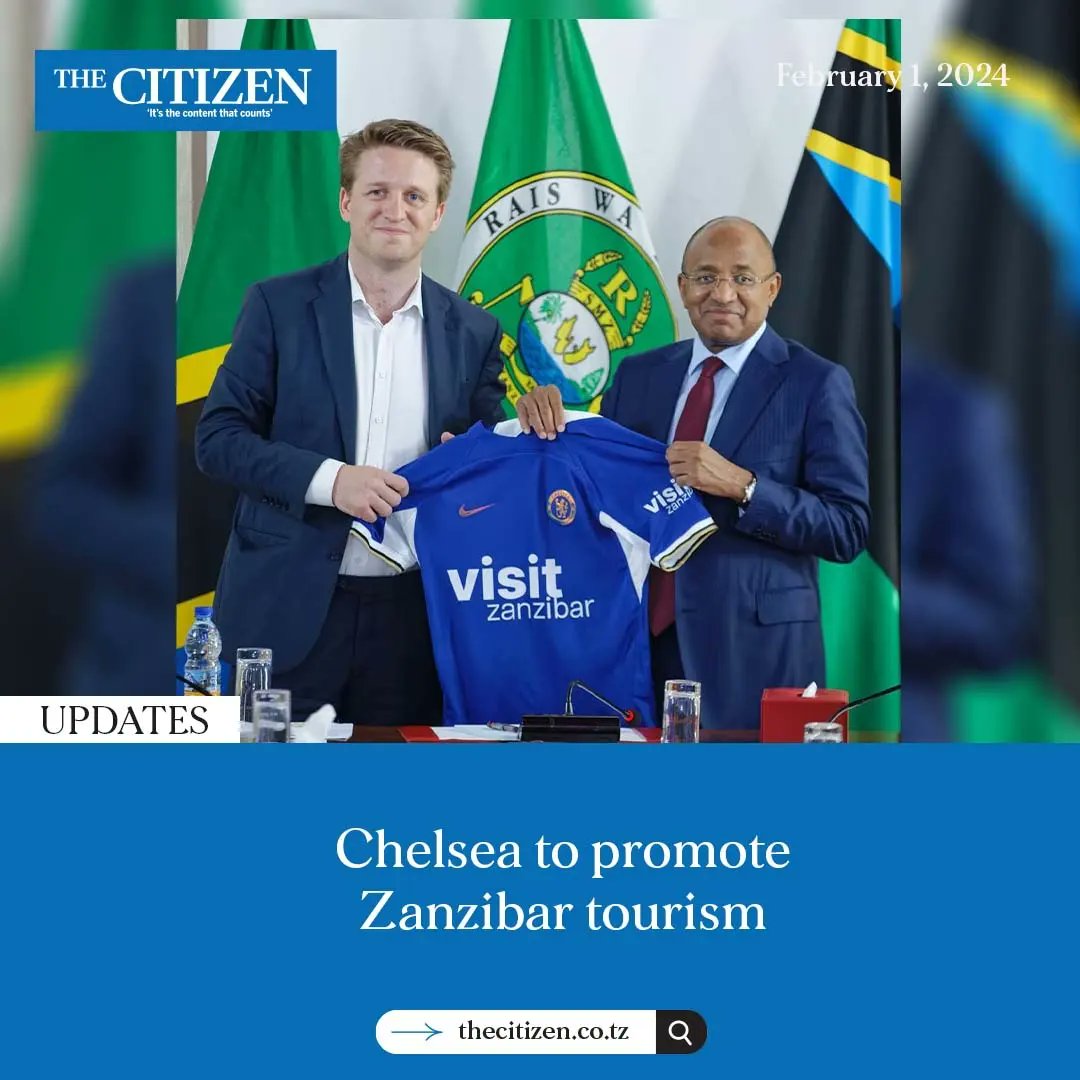 THE CITIZEN
'It's the content that counts'
February 1, 2024
RAIS WA
R
SMZ
visit
zanzibar
visit
zanzibar
UPDATES
Chelsea to promote
Zanzibar tourism
thecitizen.co.tz